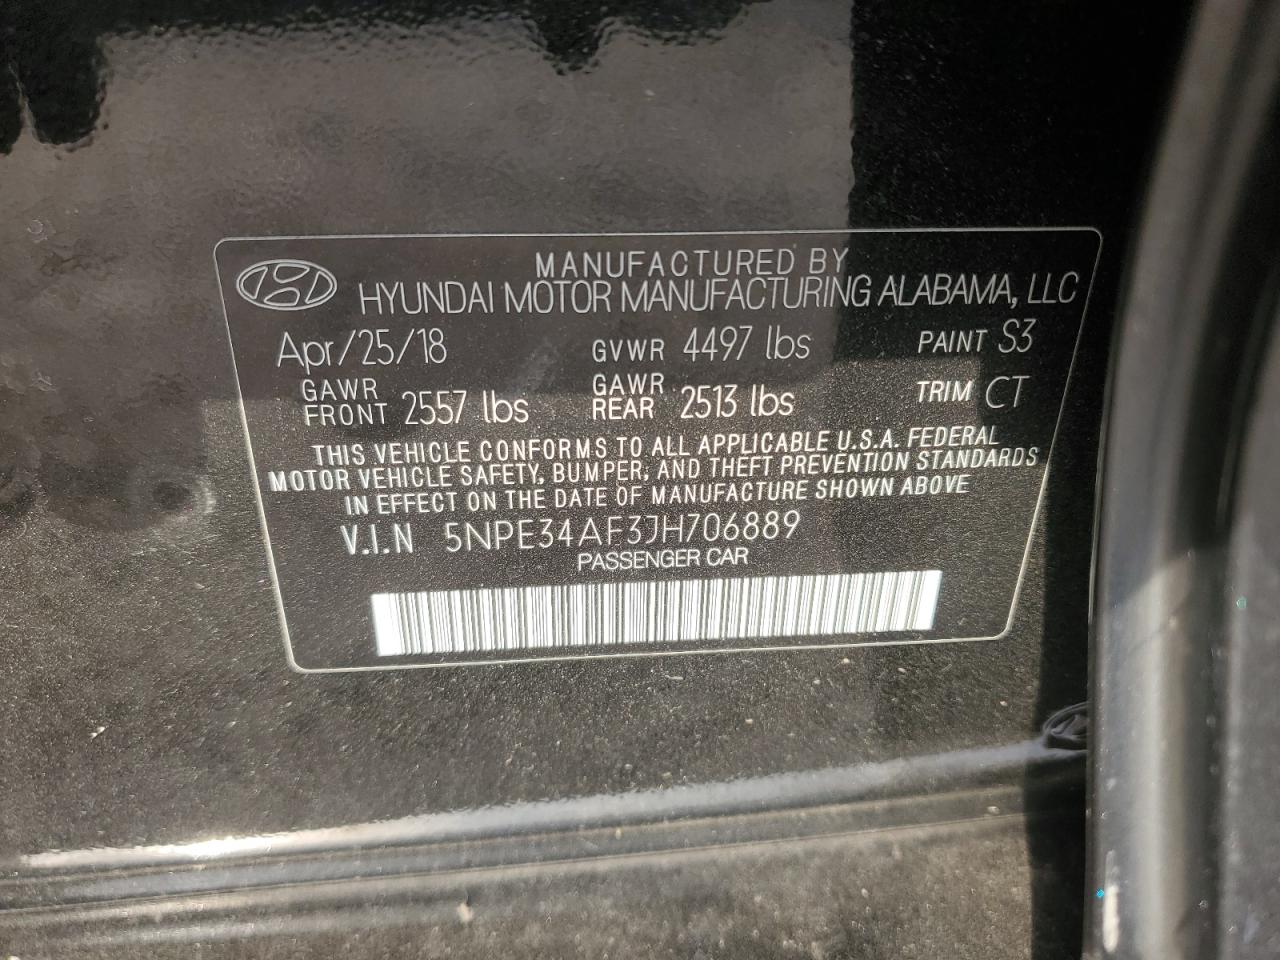 MANUFACTURED BY
HYUNDAI MOTOR MANUFACTURING ALABAMA, LLC
Apr/25/18 GVWR 4497 lbs PAINT S3
GAWR FRONT 2557 lbs GAWR REAR 2513 lbs TRIM CT
THIS VEHICLE CONFORMS TO ALL APPLICABLE U.S.A. FEDERAL
MOTOR VEHICLE SAFETY, BUMPER, AND THEFT PREVENTION STANDARDS
IN EFFECT ON THE DATE OF MANUFACTURE SHOWN ABOVE
V.I.N 5NPE34AF3JH706889
PASSENGER CAR